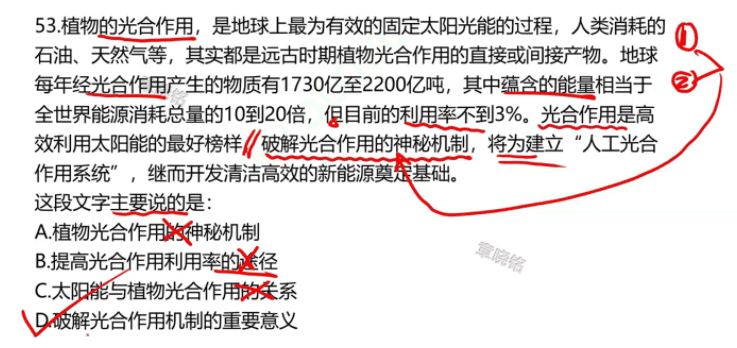 53.植物的光合作用，是地球上最为有效的固定太阳光能的过程，人类消耗的
石油、天然气等，其实都是远古时期植物光合作用的直接或间接产物。地球
每年经光合作用产生的物质有1730亿至2200亿吨，其中蕴含的能量相当于
全世界能源消耗总量的10到20倍，但目前的利用率不到3%。光合作用是高
效利用太阳能的最好榜样，破解光合作用的神秘机制，将为建立“人工光合
作用系统”，继而开发清洁高效的新能源奠定基础。
这段文字主要说的是：
A.植物光合作用的神秘机制
B.提高光合作用利用率的途径
C.太阳能与植物光合作用的关系
D.破解光合作用机制的重要意义
①
②
章晓铭